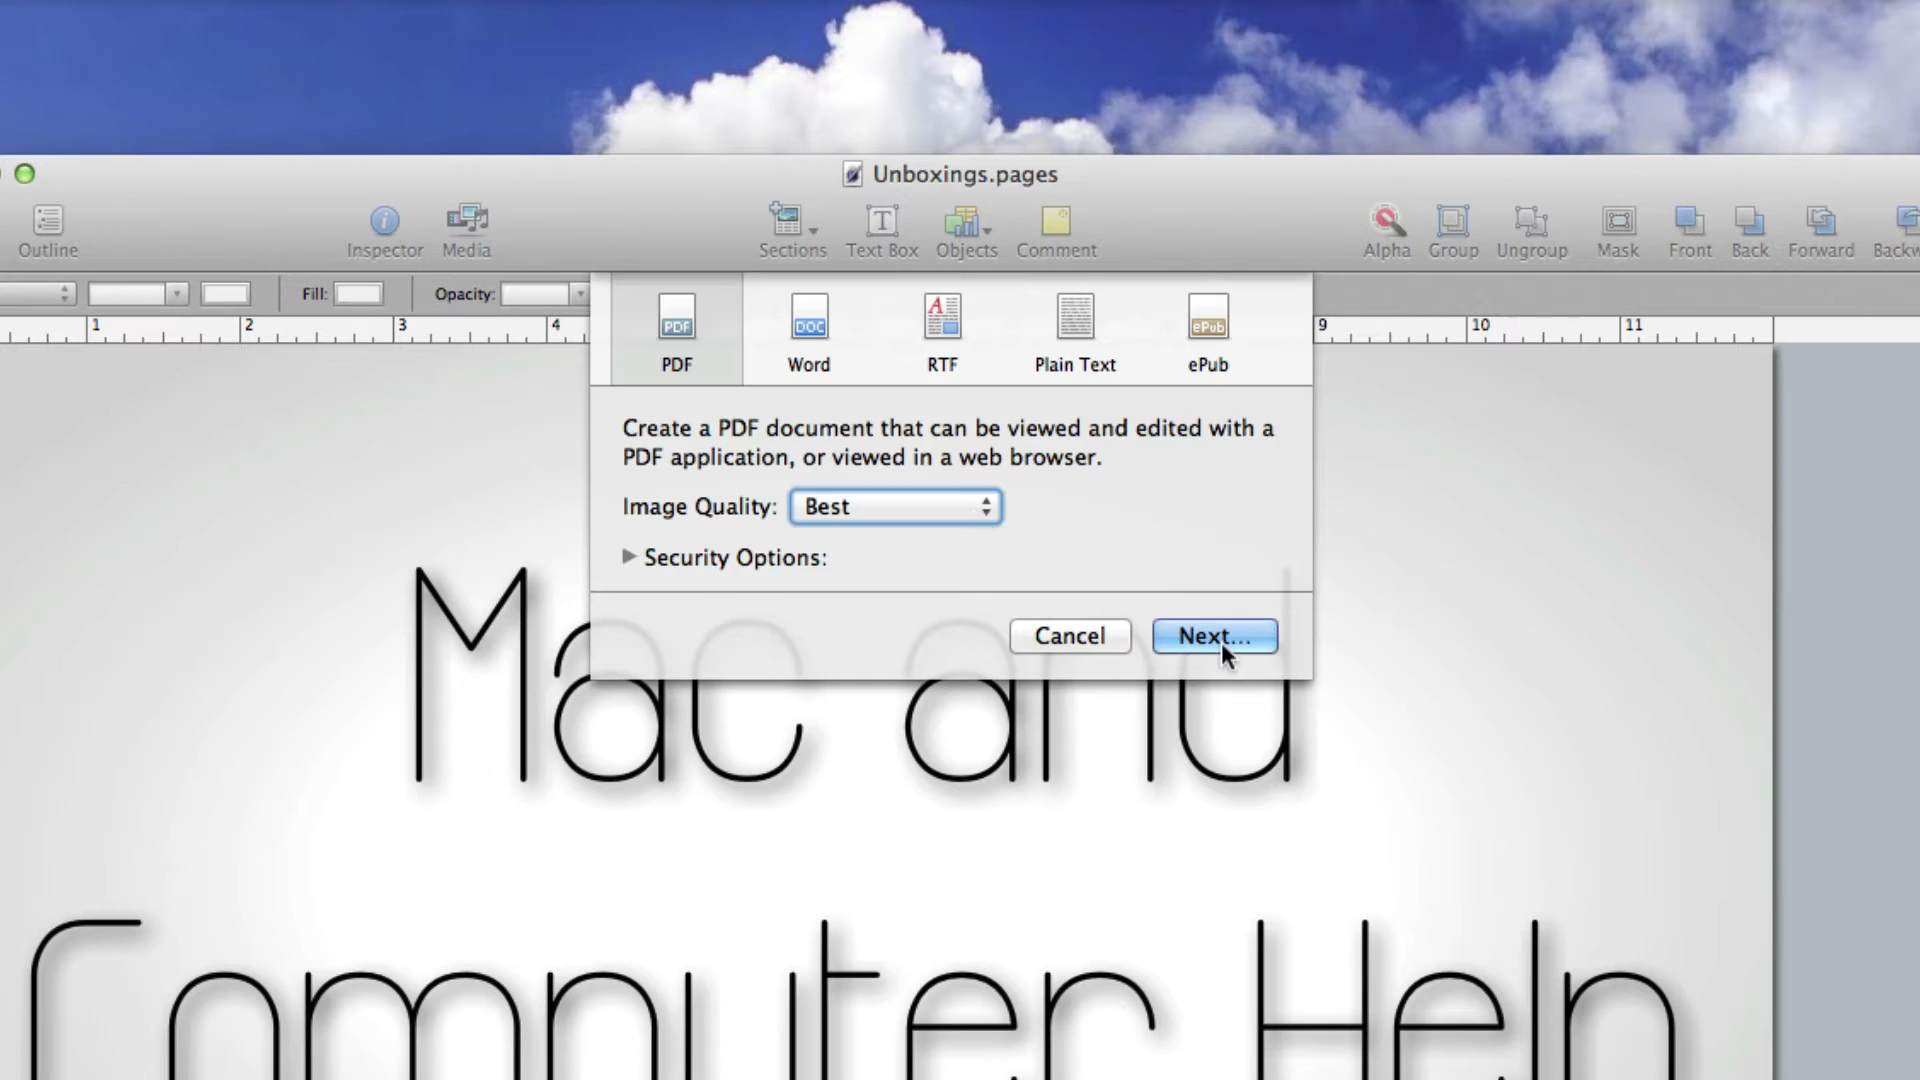 Unboxings.pages
Outline
Inspector
Media
Sections
Text Box
Objects
Comment
Alpha
Group
Ungroup
Mask
Front
Back
Forward
Backw
Fill:
Opacity:
1
2
3
4
9
10
11
PDF
PDF
DOC
Word
A
RTF
Plain Text
ePub
ePub
Create a PDF document that can be viewed and edited with a
PDF application, or viewed in a web browser.
Image Quality: Best
Security Options:
Cancel
Next...
Mac and
Computer Help